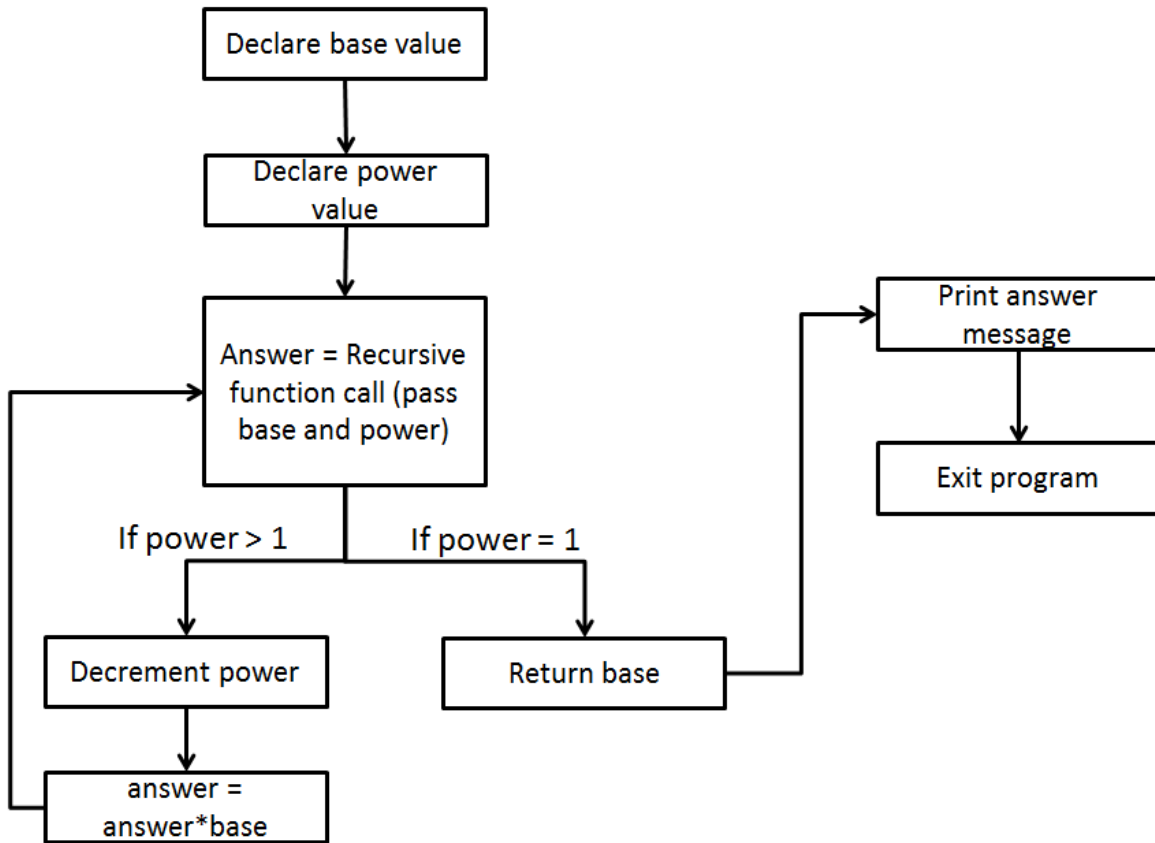 Declare base value
Declare power
value
Answer = Recursive
function call (pass
base and power)
If power > 1
If power = 1
Decrement power
answer =
answer*base
Return base
Print answer
message
Exit program